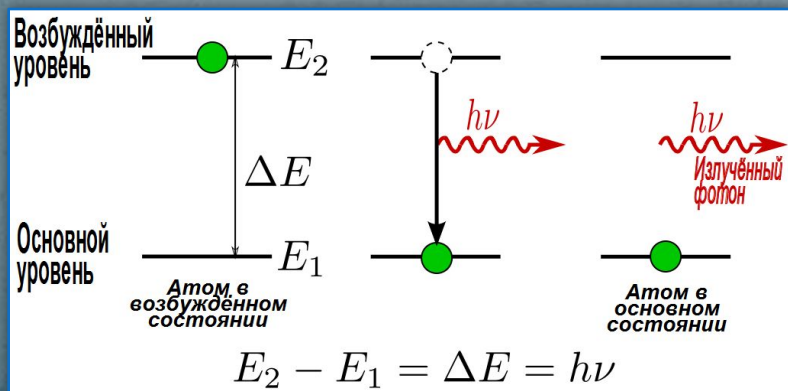 Возбуждённый
уровень
E₂
hν
hν
ΔE
Излучённый
фотон
Основной
уровень
E₁
Атом в
возбуждённом
состоянии
Атом в
основном
состоянии
E₂ − E₁ = ΔE = hν